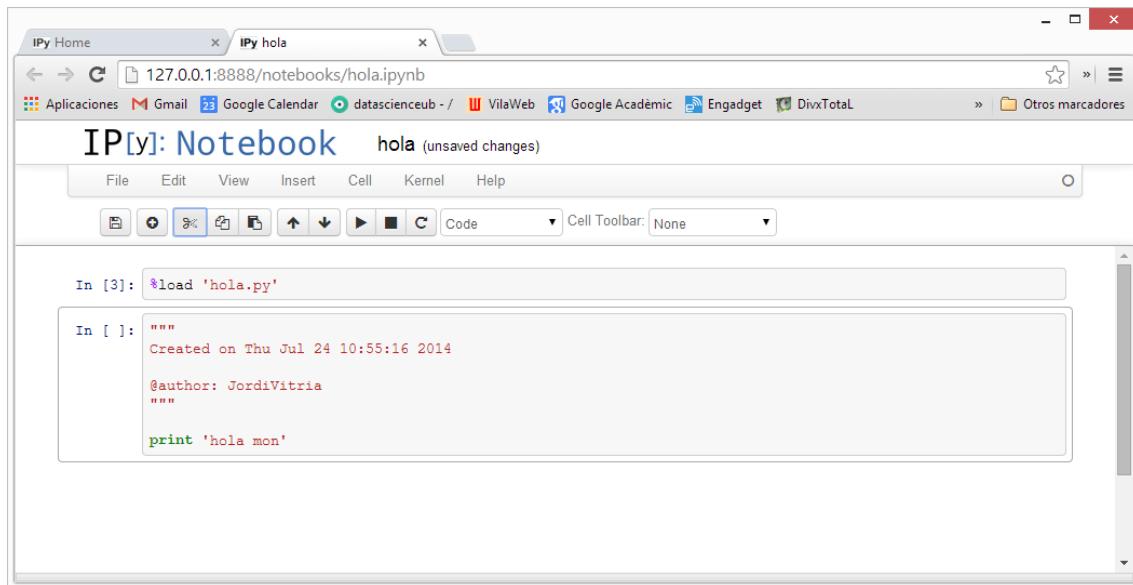 IPy Home
IPy hola
127.0.0.1:8888/notebooks/hola.ipynb
Aplicaciones Gmail 23 Google Calendar datascienceub - / VilaWeb Google Acadèmic Engadget DivxTotaL » Otros marcadores
IP[y]: Notebook hola (unsaved changes)
File Edit View Insert Cell Kernel Help
Code Cell Toolbar: None
In [3]: %load 'hola.py'
In [ ]: """
Created on Thu Jul 24 10:55:16 2014
@author: JordiVitria
"""
print 'hola mon'